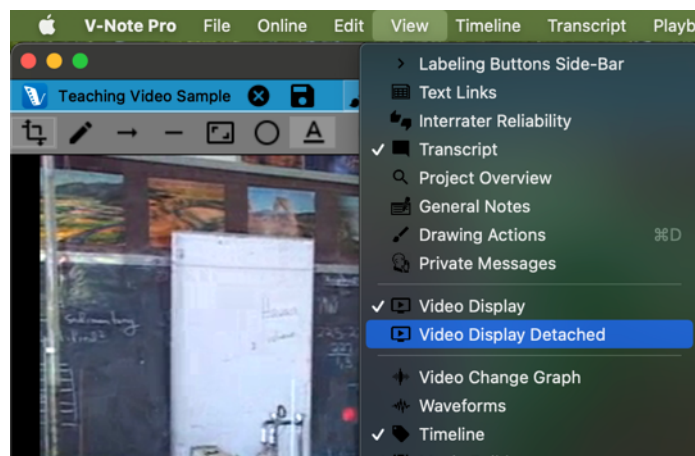 V-Note Pro File Online Edit View Timeline Transcript Playb
Labeling Buttons Side-Bar
Teaching Video Sample
Text Links
Interrater Reliability
A
Transcript
Project Overview
General Notes
Drawing Actions ⌘D
Private Messages
Video Display
Video Display Detached
Video Change Graph
Waveforms
Timeline